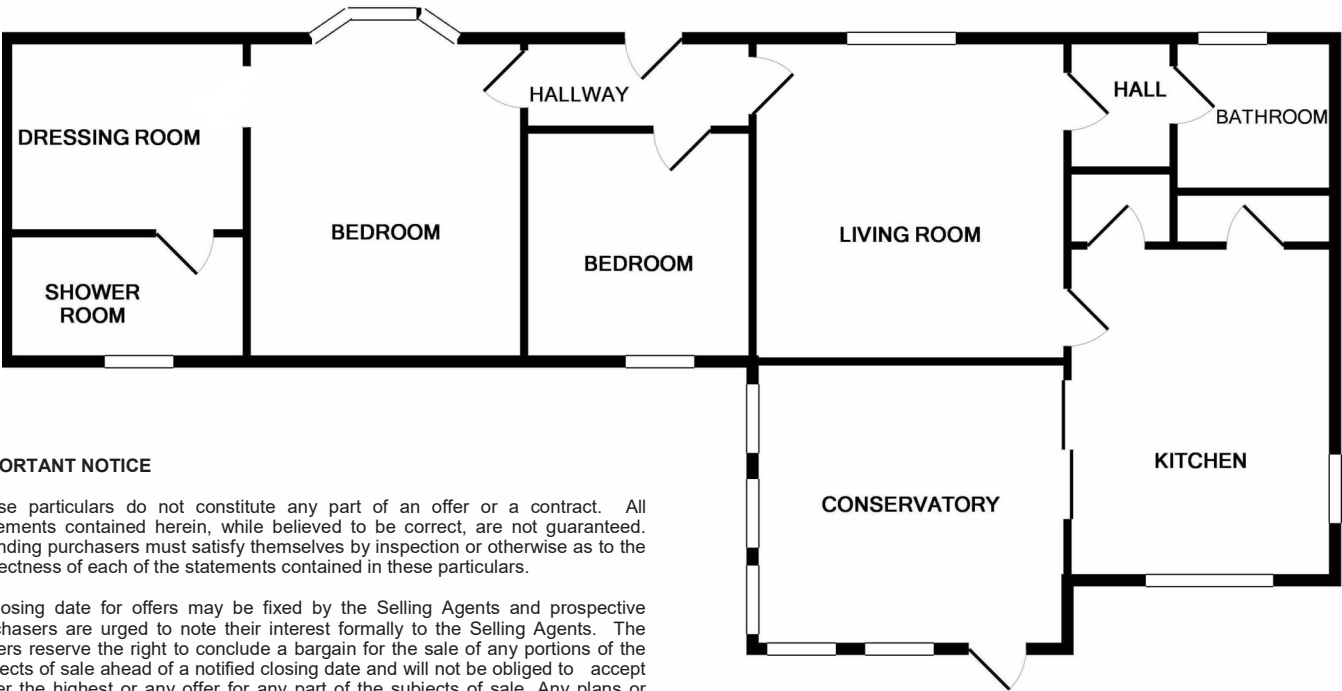 DRESSING ROOM
SHOWER
ROOM
BEDROOM
HALLWAY
BEDROOM
LIVING ROOM
HALL
BATHROOM
CONSERVATORY
KITCHEN
ORTANT NOTICE
se particulars do not constitute any part of an offer or a contract. All
ements contained herein, while believed to be correct, are not guaranteed.
nding purchasers must satisfy themselves by inspection or otherwise as to the
ectness of each of the statements contained in these particulars.
losing date for offers may be fixed by the Selling Agents and prospective
chasers are urged to note their interest formally to the Selling Agents. The
ers reserve the right to conclude a bargain for the sale of any portions of the
ects of sale ahead of a notified closing date and will not be obliged to accept
er the highest or any offer for any part of the subjects of sale. Any plans or